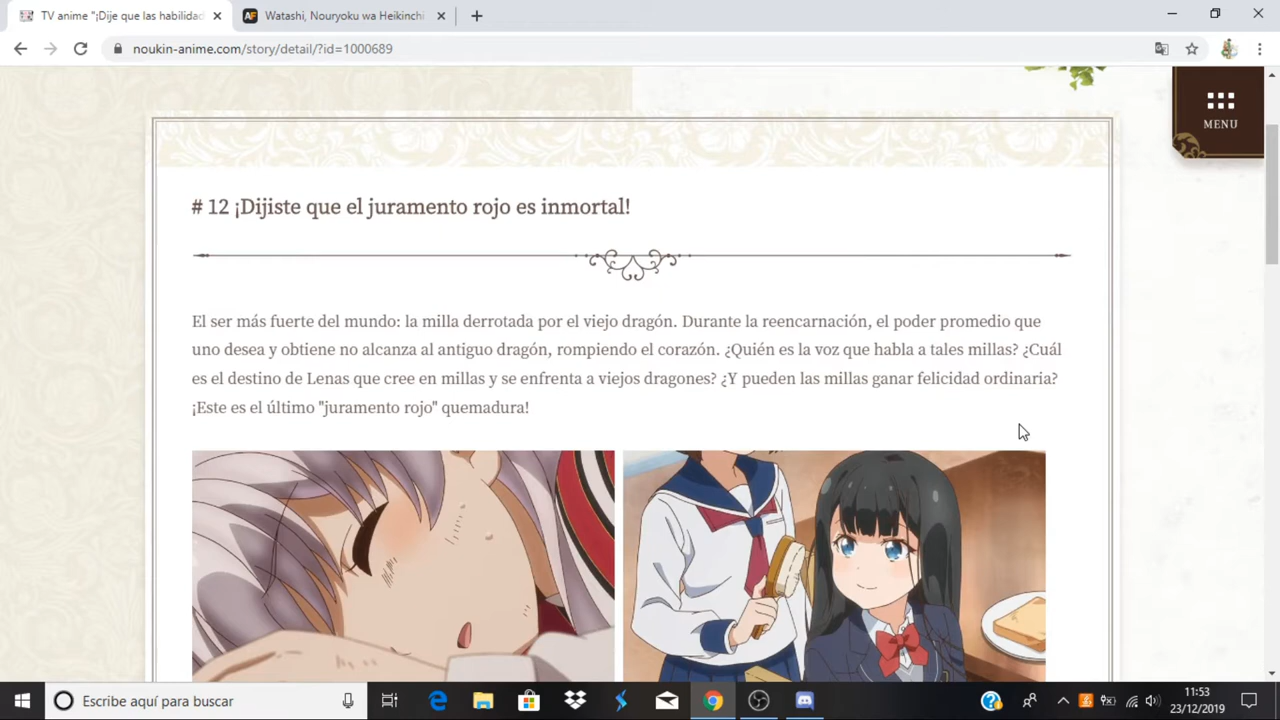 TV anime "¡Dije que las habilidad
Watashi, Nouryoku wa Heikinchi
noukin-anime.com/story/detail/?id=1000689
MENU
# 12 ¡Dijiste que el juramento rojo es inmortal!
El ser más fuerte del mundo: la milla derrotada por el viejo dragón. Durante la reencarnación, el poder promedio que
uno desea y obtiene no alcanza al antiguo dragón, rompiendo el corazón. ¿Quién es la voz que habla a tales millas? ¿Cuál
es el destino de Lenas que cree en millas y se enfrenta a viejos dragones? ¿Y pueden las millas ganar felicidad ordinaria?
¡Este es el último "juramento rojo" quemadura!
Escribe aquí para buscar
11:53
23/12/2019